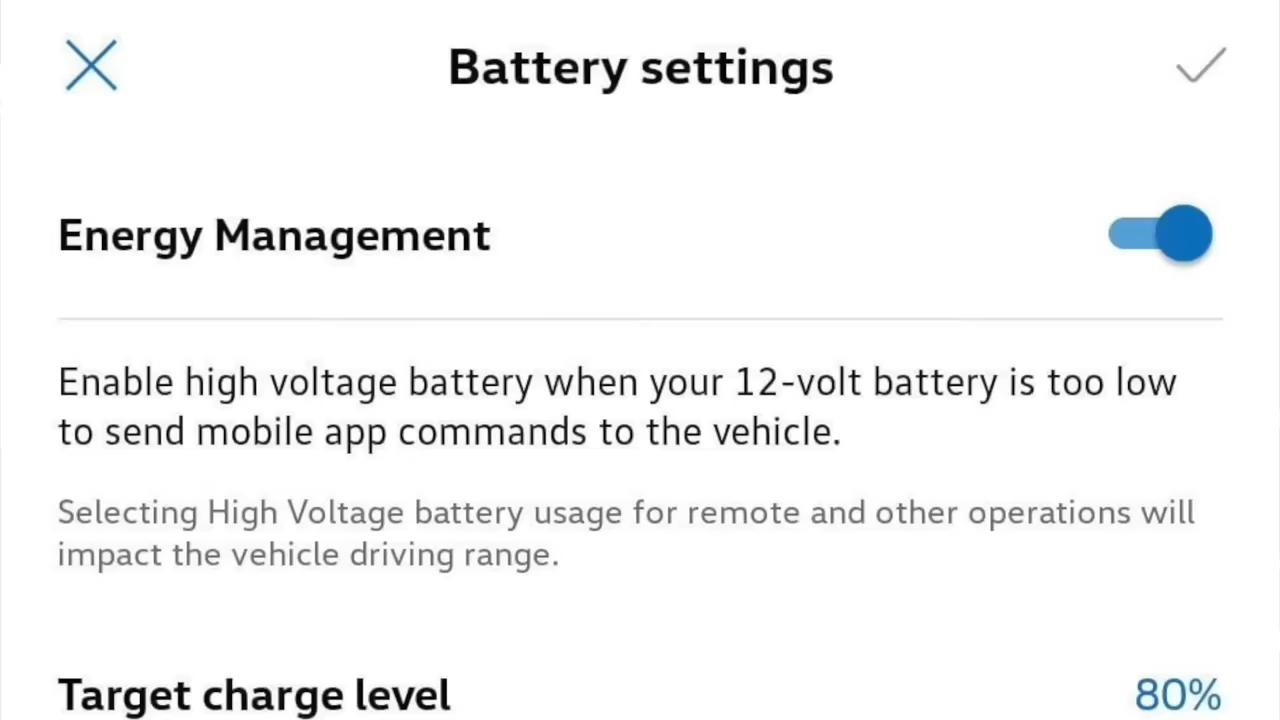 Battery settings
Energy Management
Enable high voltage battery when your 12-volt battery is too low
to send mobile app commands to the vehicle.
Selecting High Voltage battery usage for remote and other operations will
impact the vehicle driving range.
Target charge level 80%